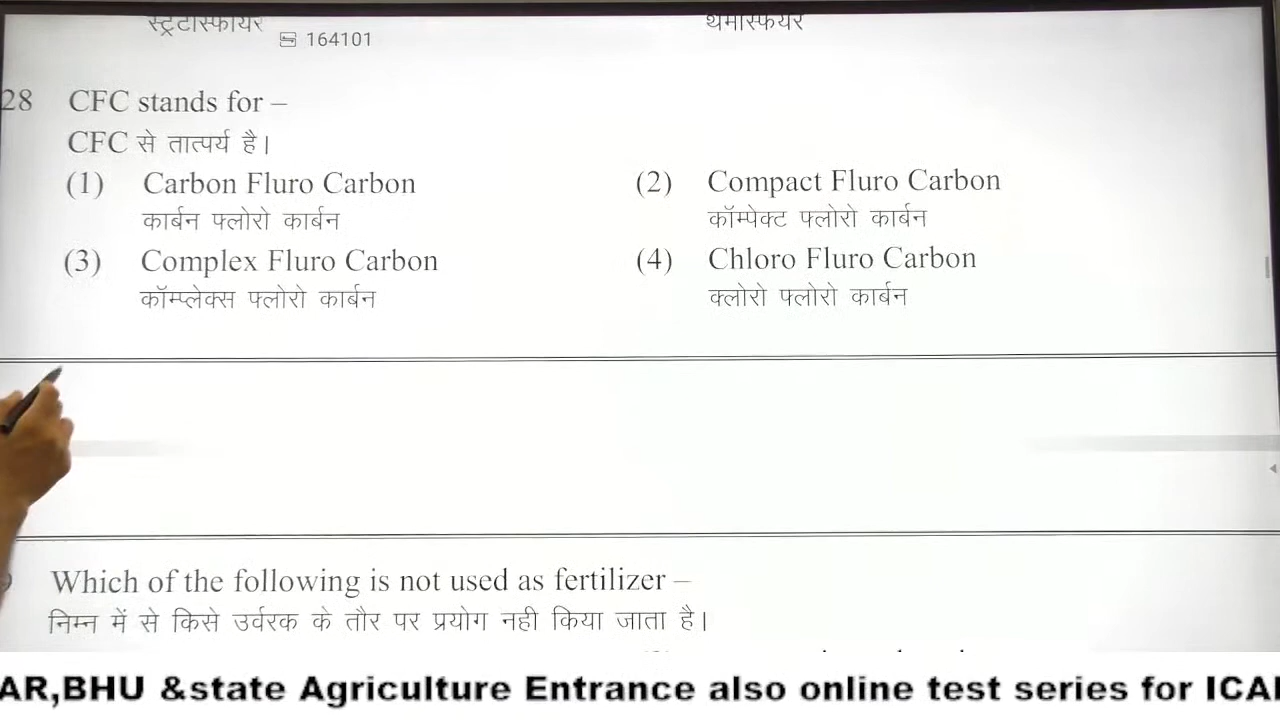 स्ट्रेटोस्फीयर
164101
थर्मोस्फेयर
28 CFC stands for –
CFC से तात्पर्य है।
(1) Carbon Fluro Carbon
कार्बन फ्लोरो कार्बन
(2) Compact Fluro Carbon
कॉम्पेक्ट फ्लोरो कार्बन
(3) Complex Fluro Carbon
कॉम्प्लेक्स फ्लोरो कार्बन
(4) Chloro Fluro Carbon
क्लोरो फ्लोरो कार्बन
Which of the following is not used as fertilizer –
निम्न में से किसे उर्वरक के तौर पर प्रयोग नही किया जाता है।
AR,BHU &state Agriculture Entrance also online test series for ICAI